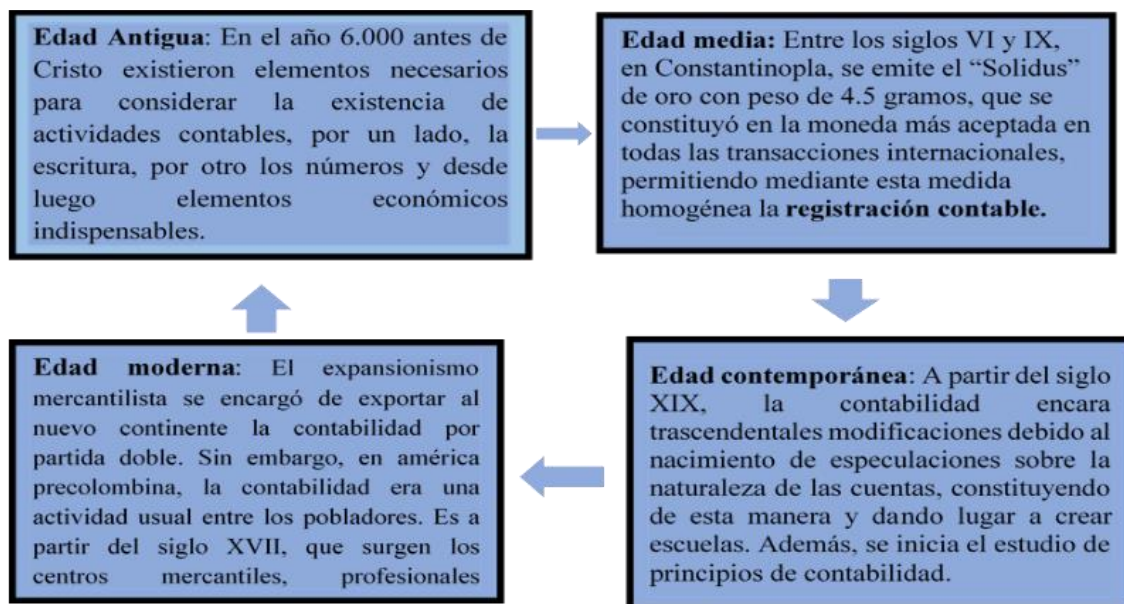 Edad Antigua: En el año 6.000 antes de
Cristo existieron elementos necesarios
para considerar la existencia de
actividades contables, por un lado, la
escritura, por otro los números y desde
luego elementos económicos
indispensables.
Edad media: Entre los siglos VI y IX,
en Constantinopla, se emite el “Solidus”
de oro con peso de 4.5 gramos, que se
constituyó en la moneda más aceptada en
todas las transacciones internacionales,
permitiendo mediante esta medida
homogénea la registración contable.
Edad moderna: El expansionismo
mercantilista se encargó de exportar al
nuevo continente la contabilidad por
partida doble. Sin embargo, en américa
precolombina, la contabilidad era una
actividad usual entre los pobladores. Es a
partir del siglo XVII, que surgen los
centros mercantiles, profesionales
Edad contemporánea: A partir del siglo
XIX, la contabilidad encara
trascendentales modificaciones debido al
nacimiento de especulaciones sobre la
naturaleza de las cuentas, constituyendo
de esta manera y dando lugar a crear
escuelas. Además, se inicia el estudio de
principios de contabilidad.